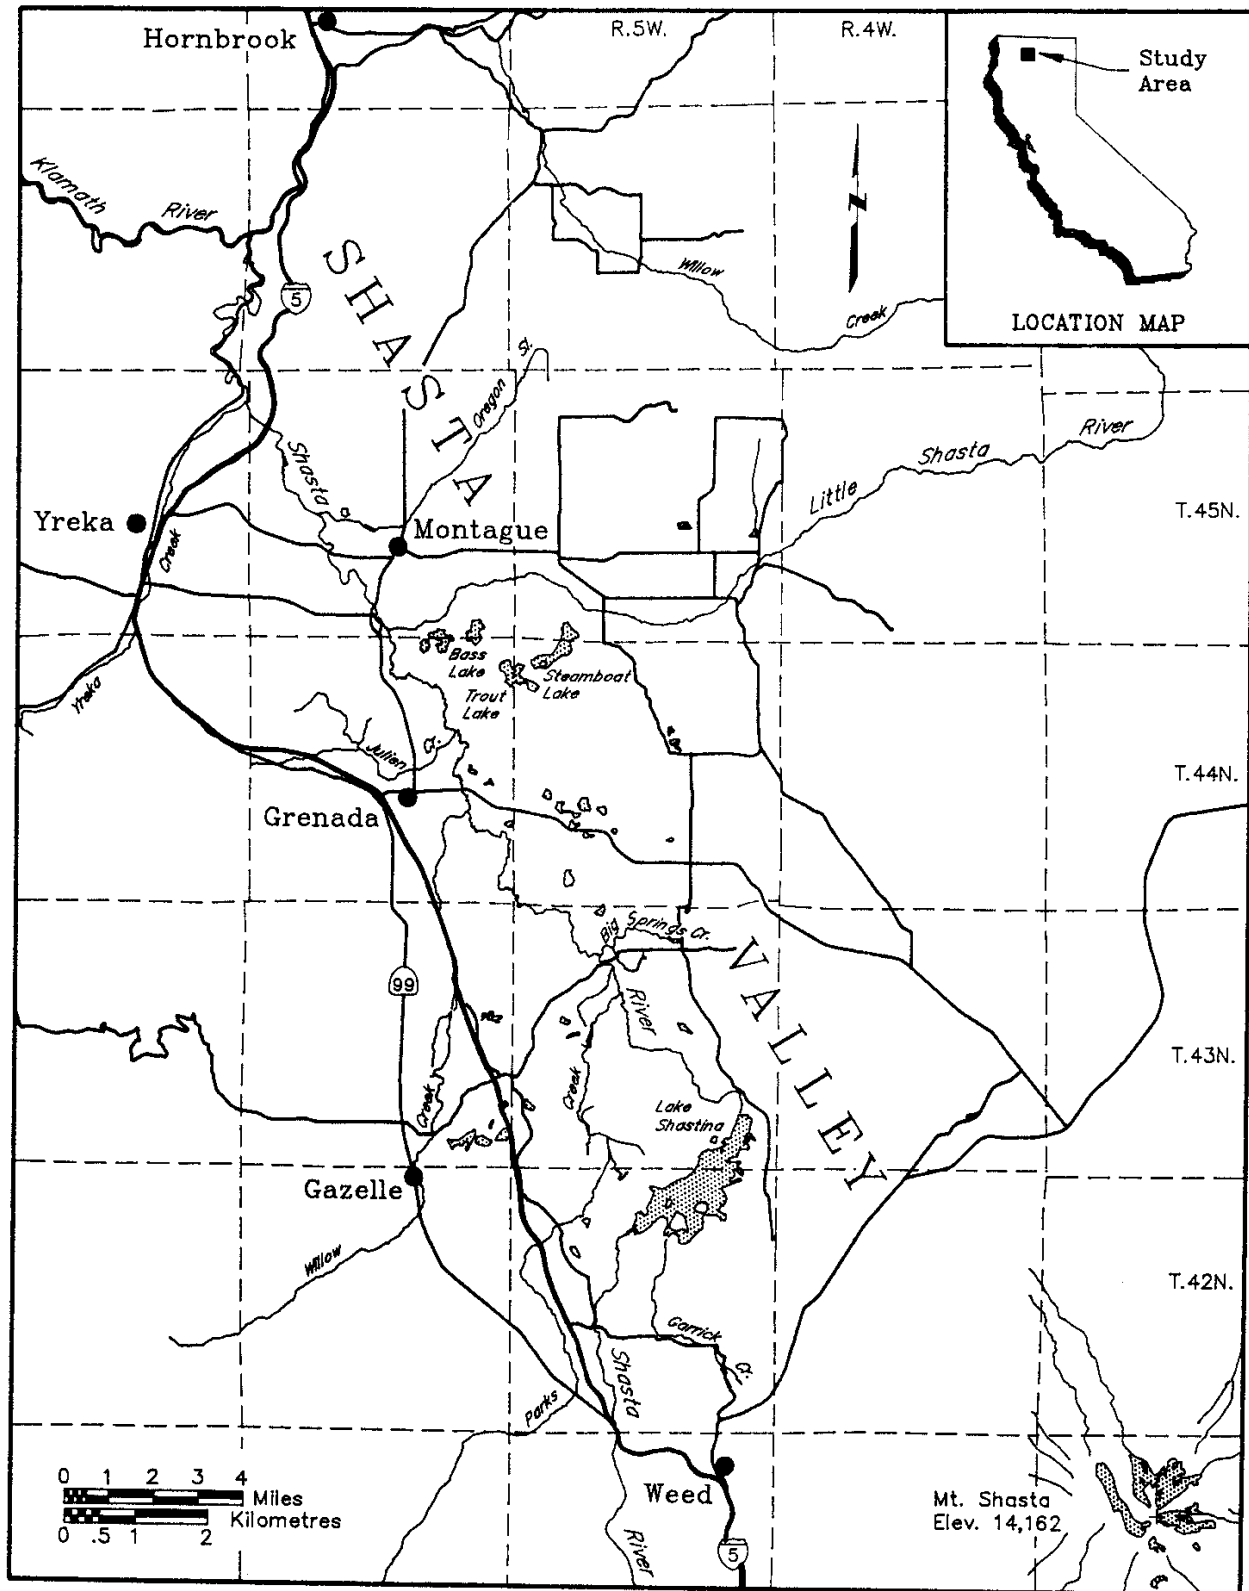 Hornbrook
R.5W.
R.4W.
Study
Area
LOCATION MAP
Klamath
River
5
SHASTA
N
Willow
Creek
Oregon
Sl.
Shasta
Little
Shasta
River
T.45N.
Yreka
Creek
Montague
Bass
Lake
Steamboat
Lake
Trout
Lake
Yreka
Julien
Cr.
T.44N.
Grenada
Big
Springs Cr.
VALLEY
99
River
T.43N.
Creek
Creek
Lake
Shastina
Gazelle
Willow
T.42N.
Garrick
Cr.
Shasta
Parks
0 1 2 3 4
Miles
Kilometres
0 .5 1 2
Weed
River
5
Mt. Shasta
Elev. 14,162